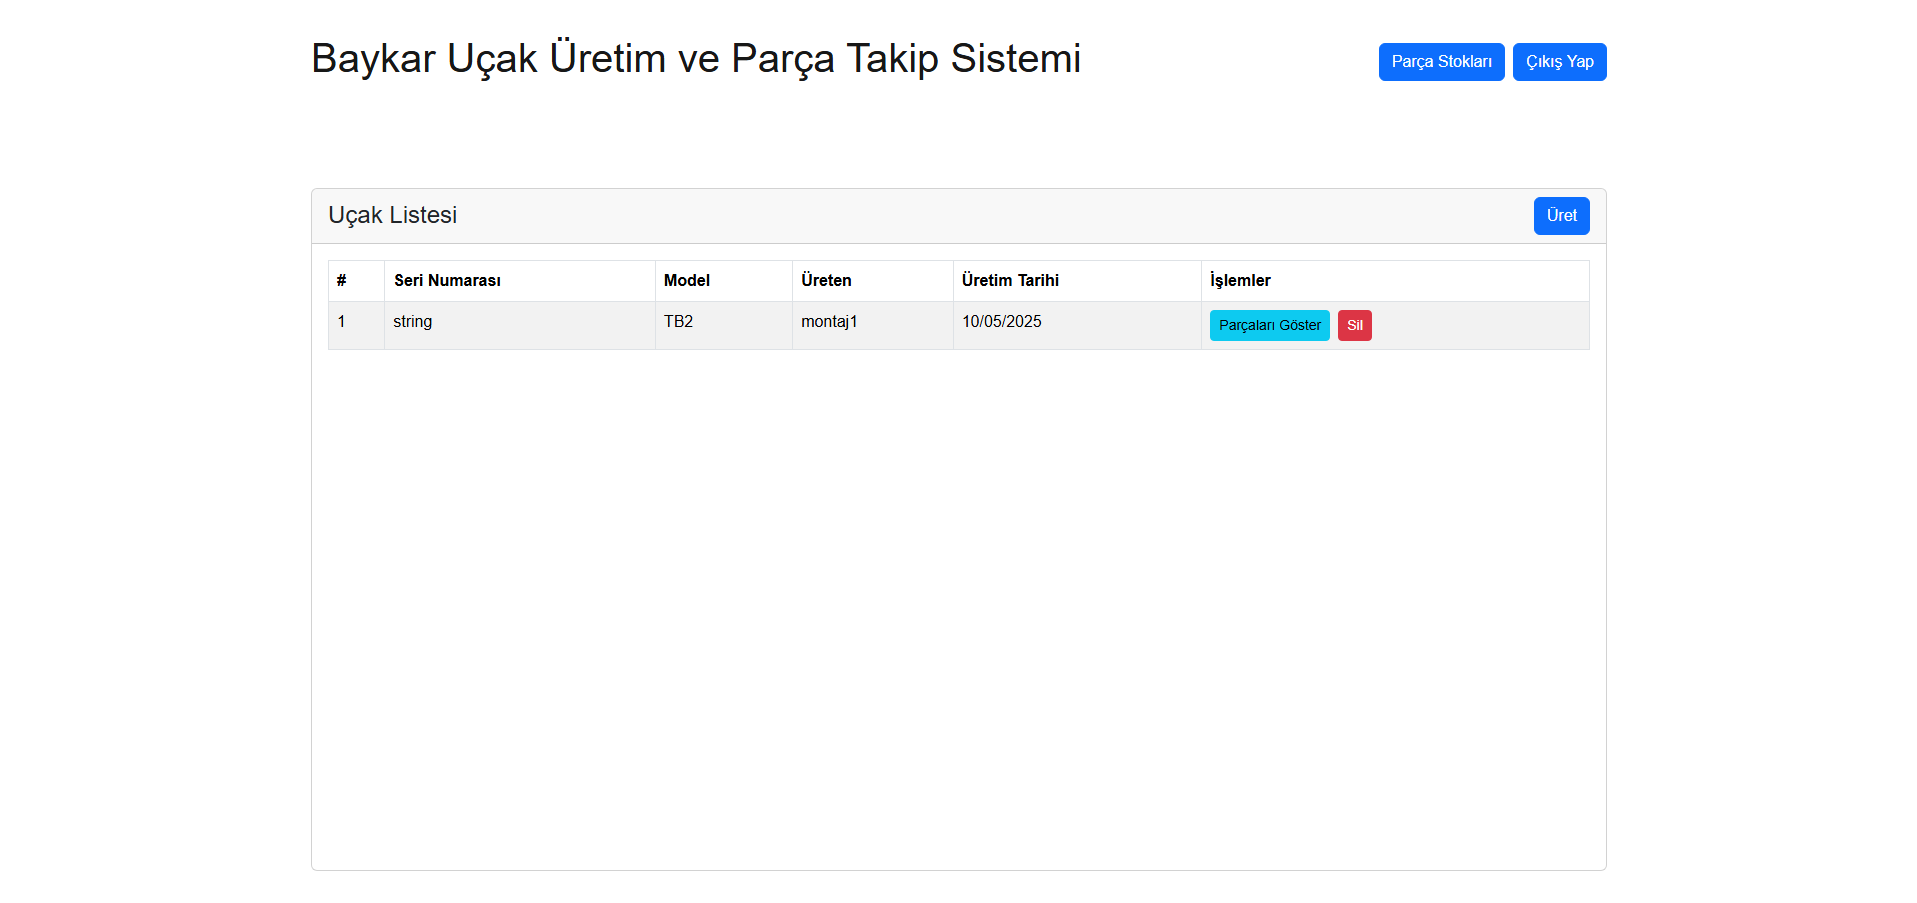 Baykar Uçak Üretim ve Parça Takip Sistemi
Parça Stokları Çıkış Yap
Uçak Listesi
Üret
# Seri Numarası Model Üreten Üretim Tarihi İşlemler
1 string TB2 montaj1 10/05/2025 Parçaları Göster Sil